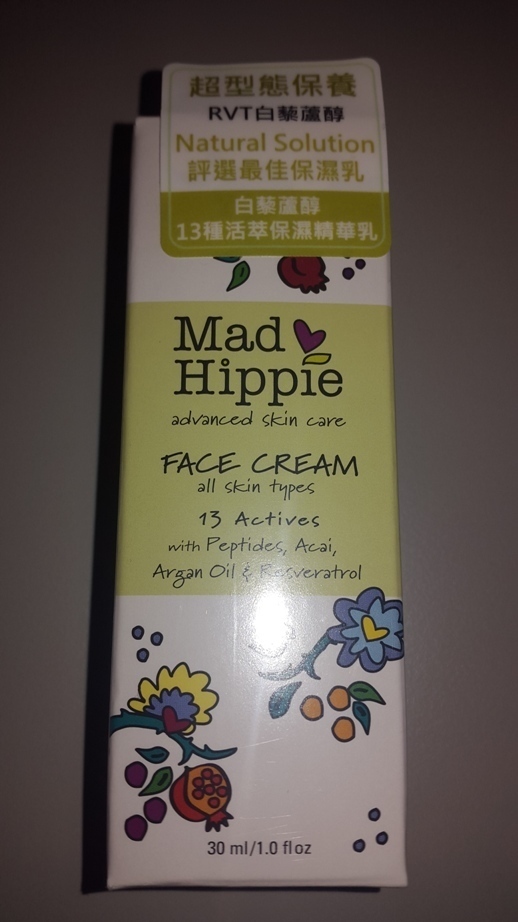 超型態保養
RVT白藜蘆醇
Natural Solution
評選最佳保濕乳
白藜蘆醇
13種活萃保濕精華乳
Mad
Hippie
advanced skin care
FACE CREAM
all skin types
13 Actives
with Peptides, Acai,
Argan Oil & Resveratrol
30 ml/1.0 fl oz